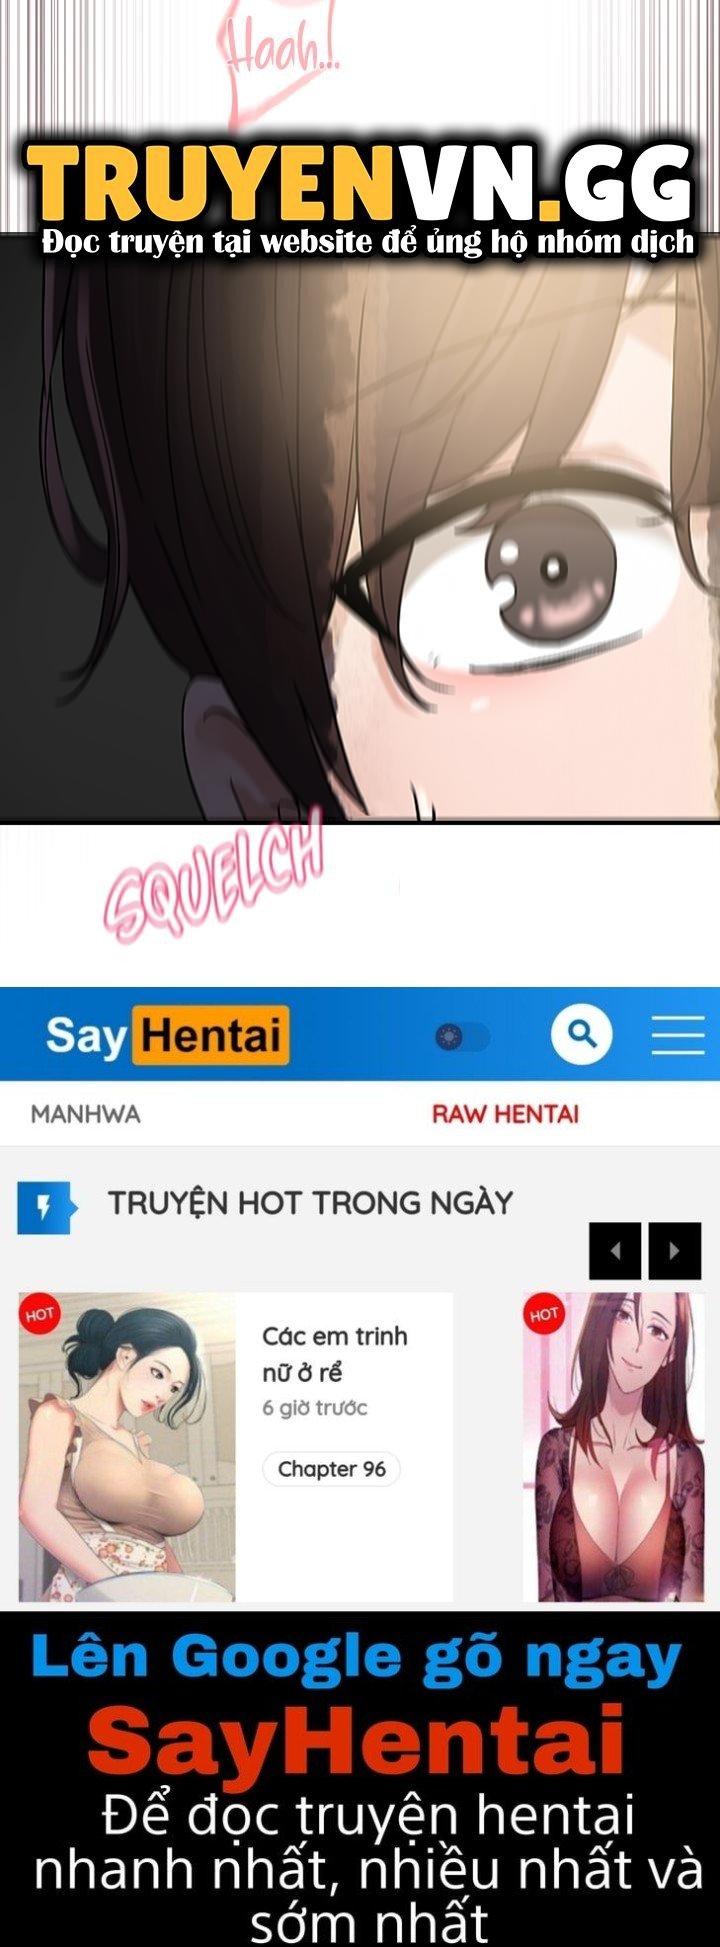 Haah...!
TRUYENVN.GG
Đọc truyện tại website để ủng hộ nhóm dịch
SQUELCH
SayHentai
MANHWA
RAW HENTAI
TRUYỆN HOT TRONG NGÀY
HOT
Các em trinh
nữ ở rể
6 giờ trước
Chapter 96
HOT
Lên Google gõ ngay
SayHentai
Để đọc truyện hentai
nhanh nhất, nhiều nhất và
sớm nhất